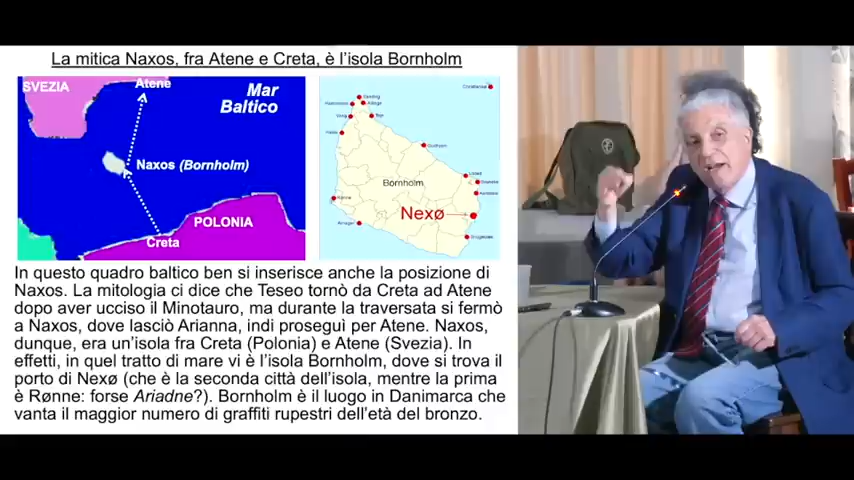 La mitica Naxos, fra Atene e Creta, è l'isola Bornholm
SVEZIA
Atene
Mar
Baltico
Naxos (Bornholm)
POLONIA
Creta
Bornholm
Nexø
In questo quadro baltico ben si inserisce anche la posizione di
Naxos. La mitologia ci dice che Teseo tornò da Creta ad Atene
dopo aver ucciso il Minotauro, ma durante la traversata si fermò
a Naxos, dove lasciò Arianna, indi proseguì per Atene. Naxos,
dunque, era un'isola fra Creta (Polonia) e Atene (Svezia). In
effetti, in quel tratto di mare vi è l'isola Bornholm, dove si trova il
porto di Nexø (che è la seconda città dell'isola, mentre la prima
è Rønne: forse Ariadne?). Bornholm è il luogo in Danimarca che
vanta il maggior numero di graffiti rupestri dell'età del bronzo.